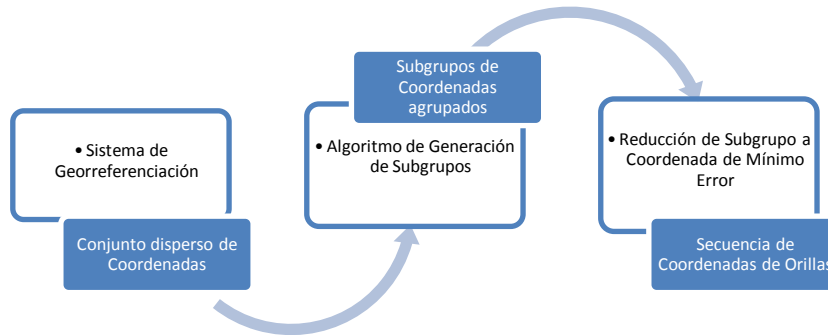 • Sistema de
Georreferenciación
Conjunto disperso de
Coordenadas
Subgrupos de
Coordenadas
agrupados
• Algoritmo de Generación
de Subgrupos
• Reducción de Subgrupo a
Coordenada de Mínimo
Error
Secuencia de
Coordenadas de Orillas